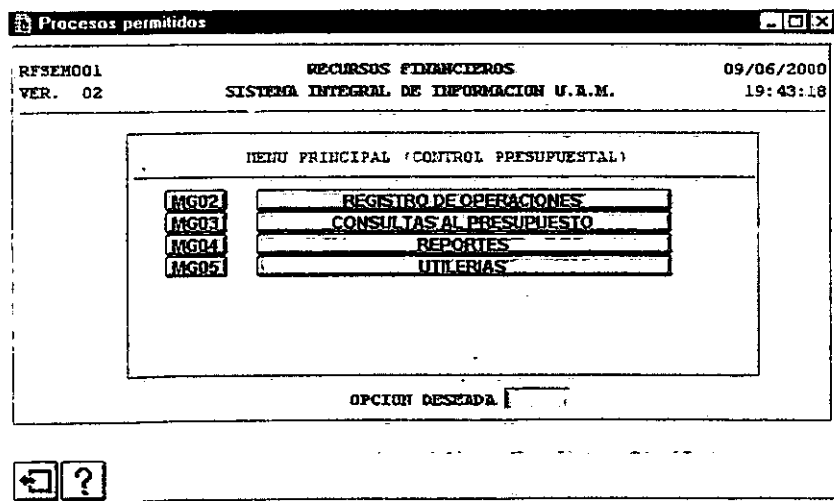 Procesos permitidos
RFSEM001 RECURSOS FINANCIEROS 09/06/2000
VER. 02 SISTEMA INTEGRAL DE INFORMACION U.A.M. 19:43:18
MENU PRINCIPAL (CONTROL PRESUPUESTAL)
MG02 REGISTRO DE OPERACIONES
MG03 CONSULTAS AL PRESUPUESTO
MG04 REPORTES
MG05 UTILERIAS
OPCION DESEADA
?